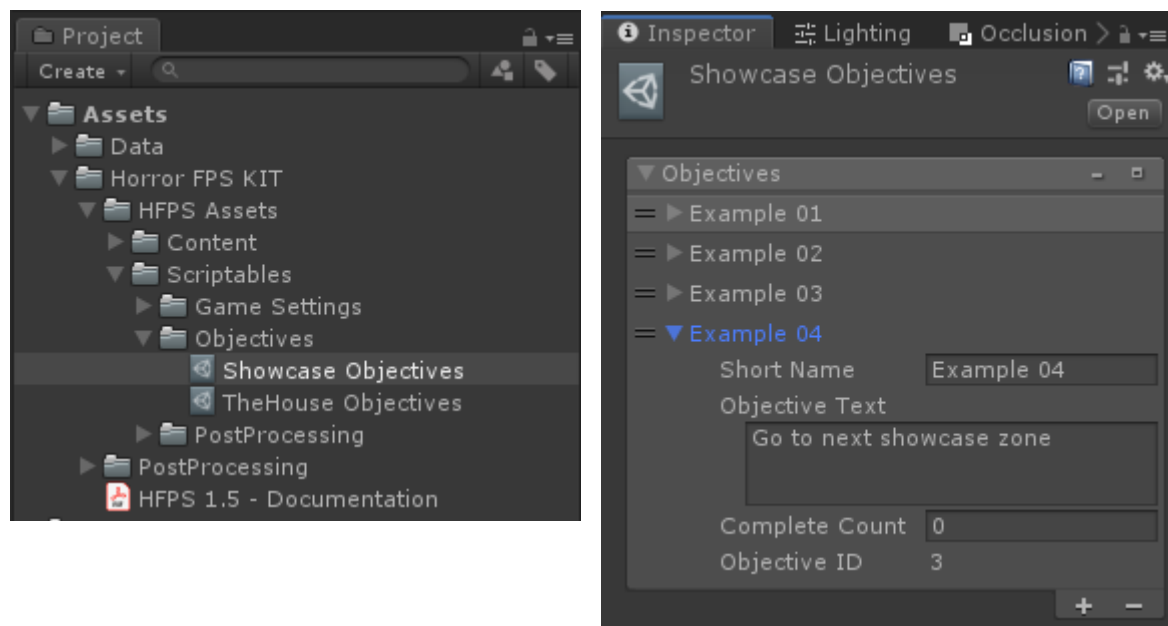 Project
Create
Assets
Data
Horror FPS KIT
HFPS Assets
Content
Scriptables
Game Settings
Objectives
Showcase Objectives
TheHouse Objectives
PostProcessing
PostProcessing
HFPS 1.5 - Documentation
Inspector Lighting Occlusion
Showcase Objectives
Open
Objectives
Example 01
Example 02
Example 03
Example 04
Short Name Example 04
Objective Text
Go to next showcase zone
Complete Count 0
Objective ID 3